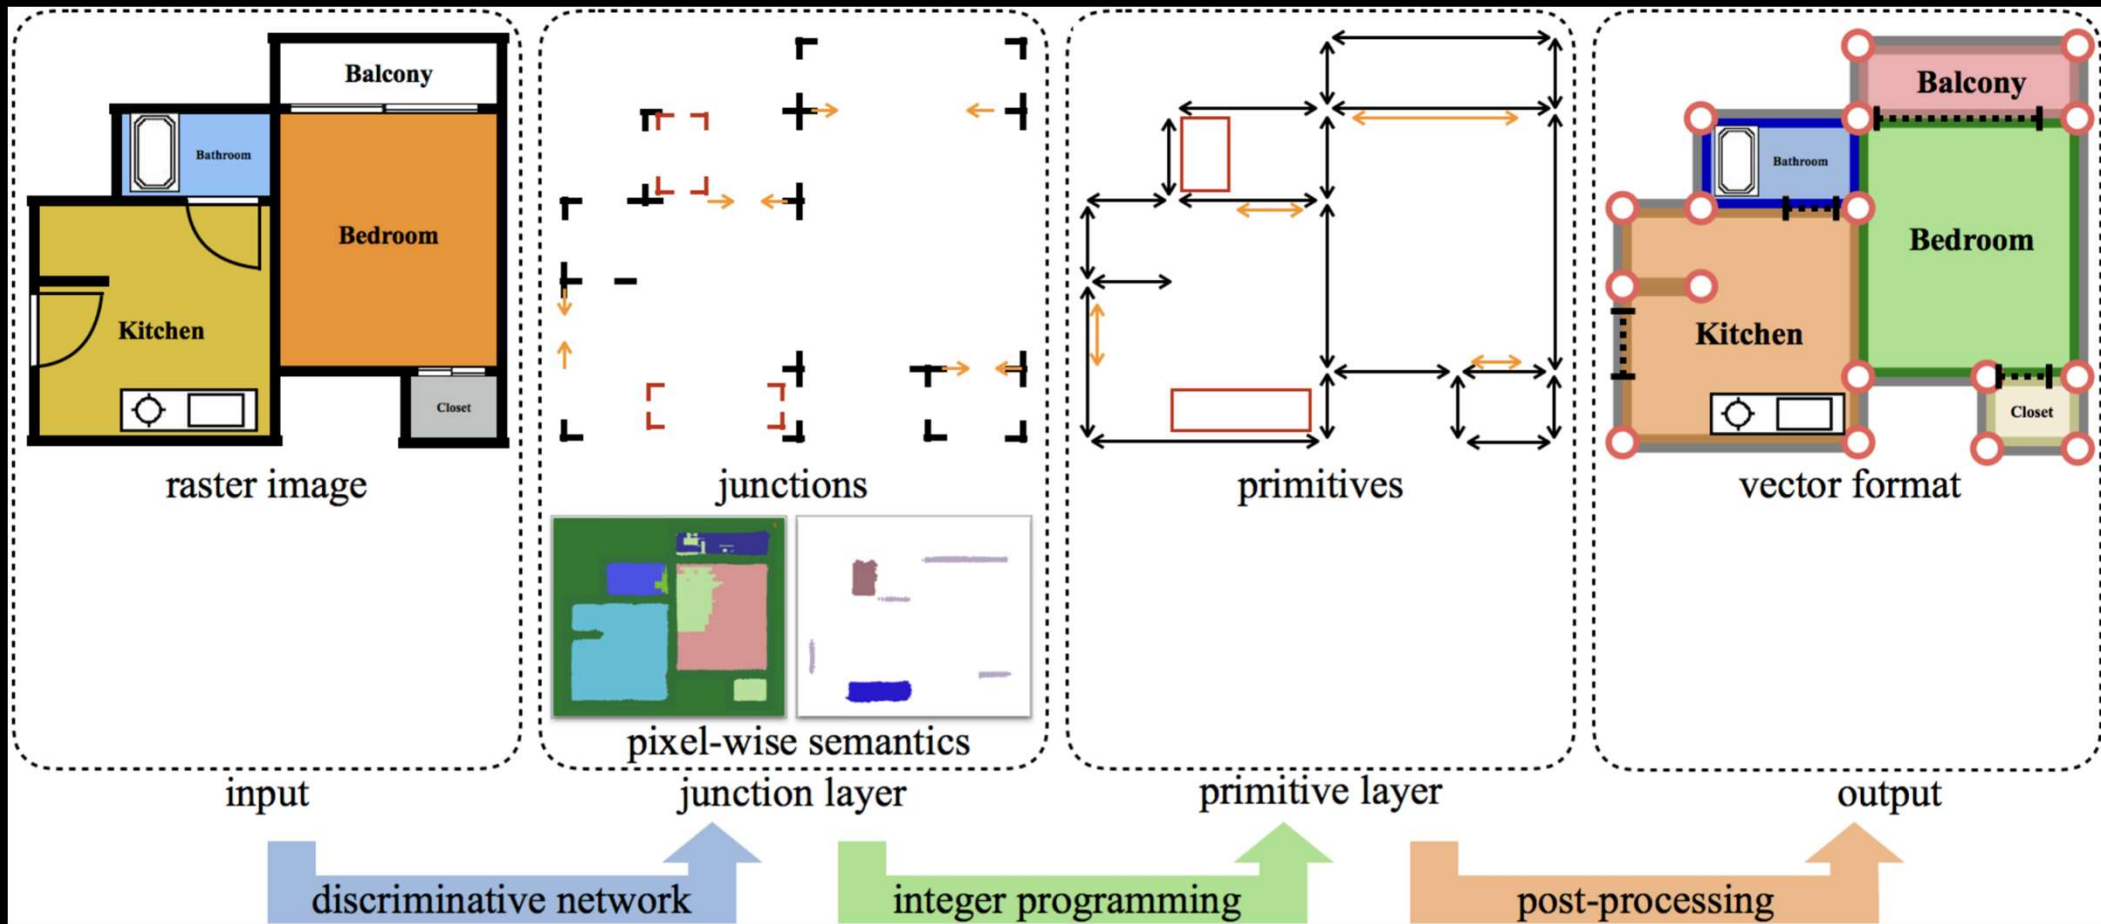 Balcony
Bathroom
Bedroom
Kitchen
Closet
raster image
input
junctions
pixel-wise semantics
junction layer
primitives
primitive layer
Balcony
Bathroom
Bedroom
Kitchen
Closet
vector format
output
discriminative network
integer programming
post-processing